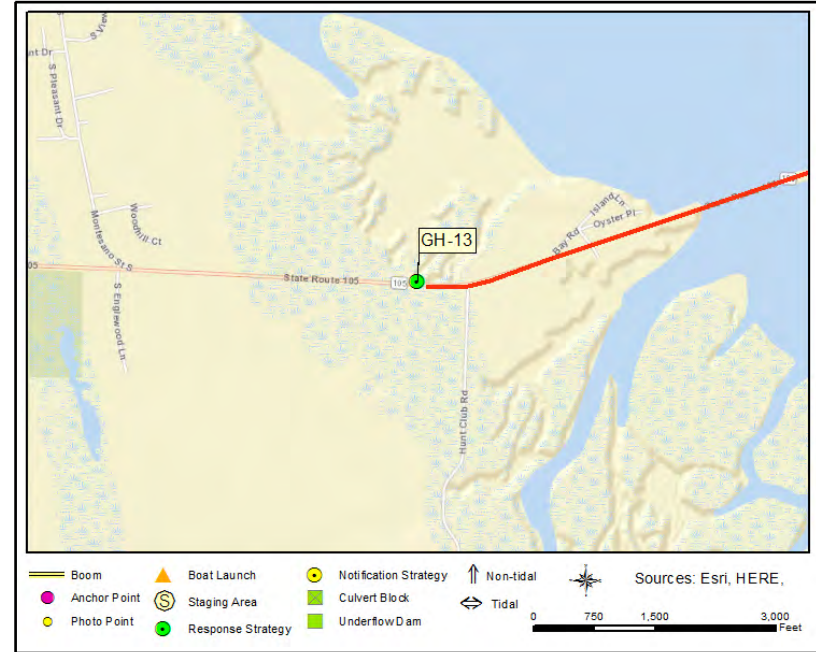 S View
nt Dr
S Pleasant Dr
Woodhill Ct
Montesano St S
05
S Englewood Ln
State Route 105
105
GH-13
Hunt Club Rd
Bay Rd
Island Ln
Oyster Pl
Boom
Anchor Point
Photo Point
Boat Launch
Staging Area
S
Response Strategy
Notification Strategy
Culvert Block
Underflow Dam
Non-tidal
Tidal
Sources: Esri, HERE,
0 750 1,500 3,000
Feet